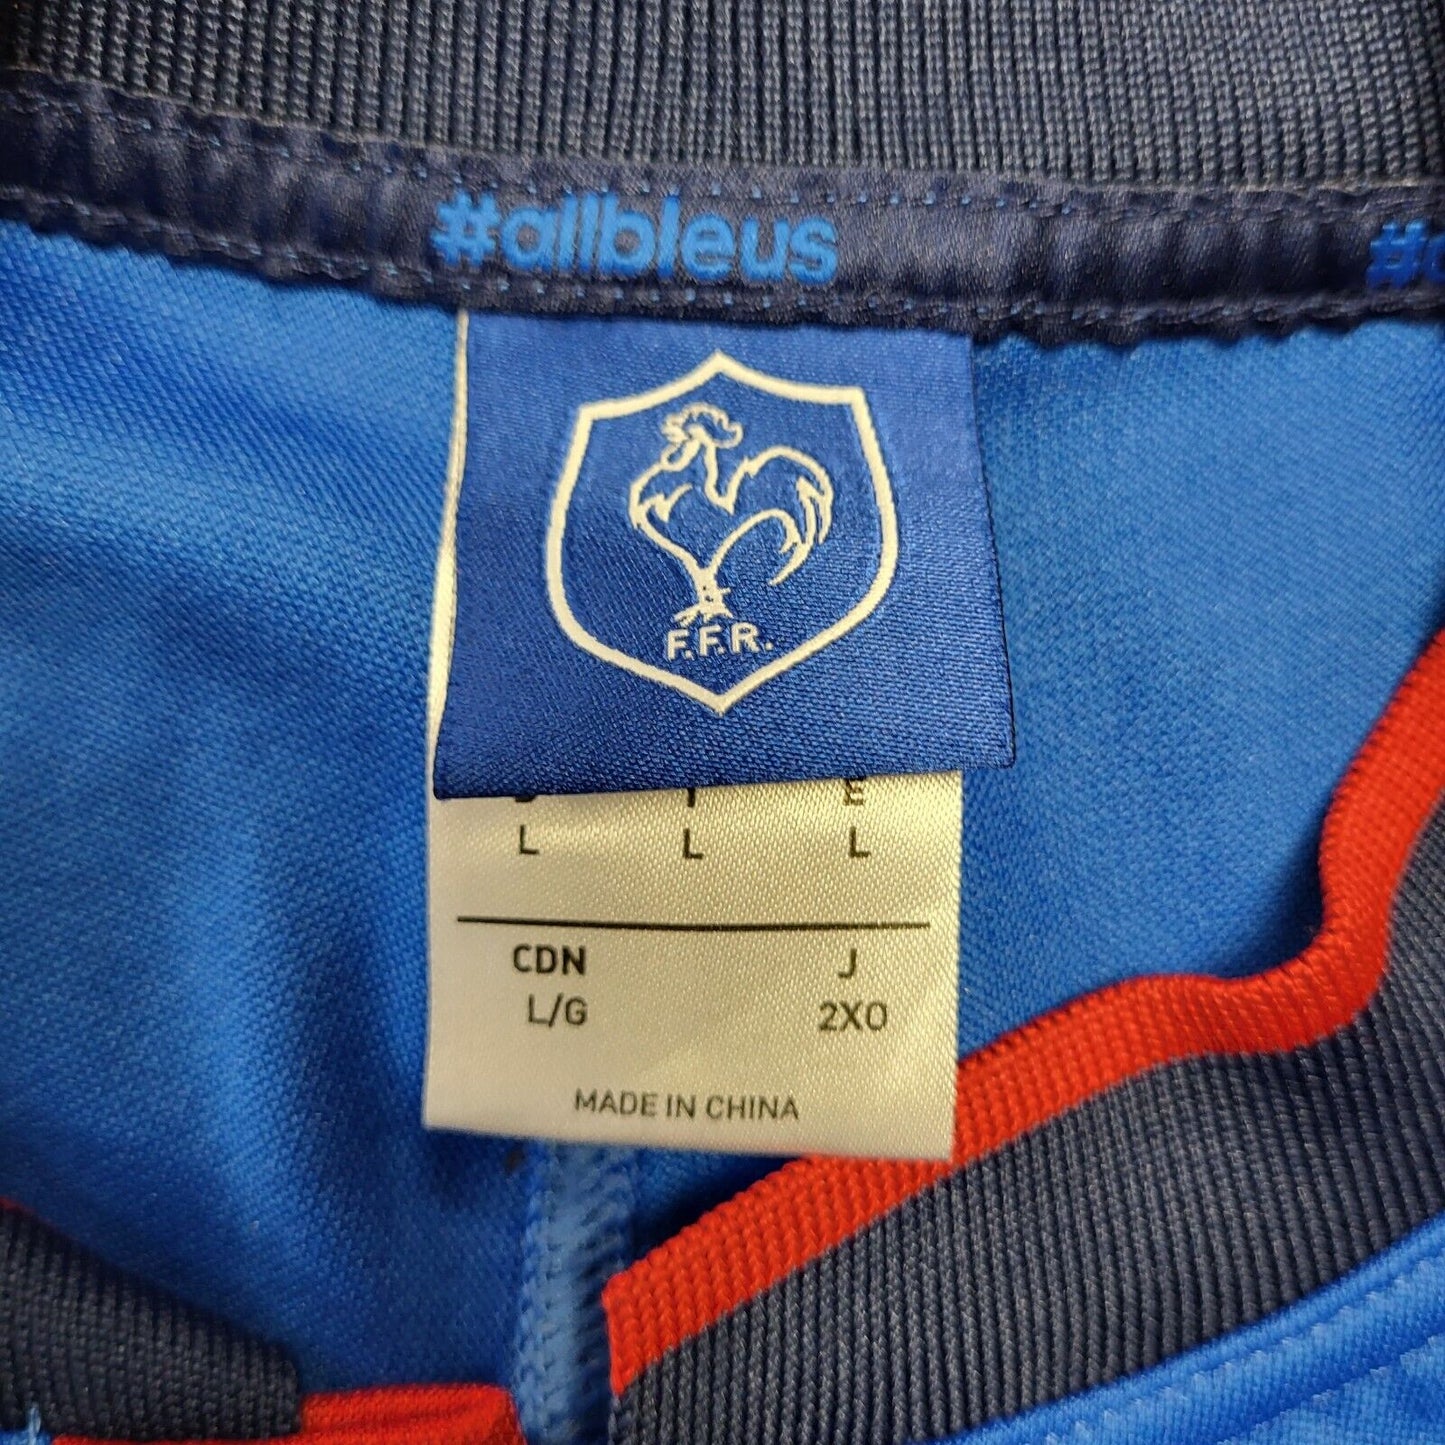 #allbleus
F.F.R.
E
L L L
CDN J
L/G 2XO
MADE IN CHINA